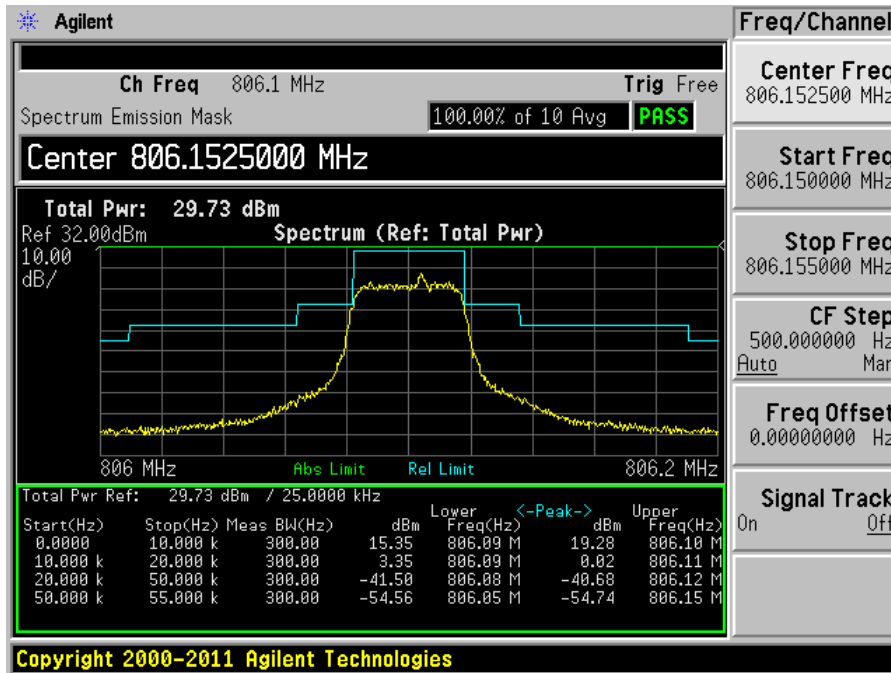 Agilent
Freq/Channel
Ch Freq 806.1 MHz Trig Free
Spectrum Emission Mask 100.00% of 10 Avg PASS
Center 806.1525000 MHz
Total Pwr: 29.73 dBm
Ref 32.00dBm Spectrum (Ref: Total Pwr)
10.00
dB/
806 MHz Abs Limit Rel Limit 806.2 MHz
Total Pwr Ref: 29.73 dBm / 25.0000 kHz
Lower <-Peak-> Upper
Start(Hz) Stop(Hz) Meas BW(Hz) dBm Freq(Hz) dBm Freq(Hz)
0.0000 10.000 k 300.00 15.35 806.09 M 19.28 806.10 M
10.000 k 20.000 k 300.00 3.35 806.09 M 0.02 806.11 M
20.000 k 50.000 k 300.00 -41.50 806.08 M -40.68 806.12 M
50.000 k 55.000 k 300.00 -54.56 806.05 M -54.74 806.15 M
Center Freq
806.152500 MHz
Start Freq
806.150000 MHz
Stop Freq
806.155000 MHz
CF Step
500.000000 Hz
Auto Man
Freq Offset
0.00000000 Hz
Signal Track
On Off
Copyright 2000-2011 Agilent Technologies